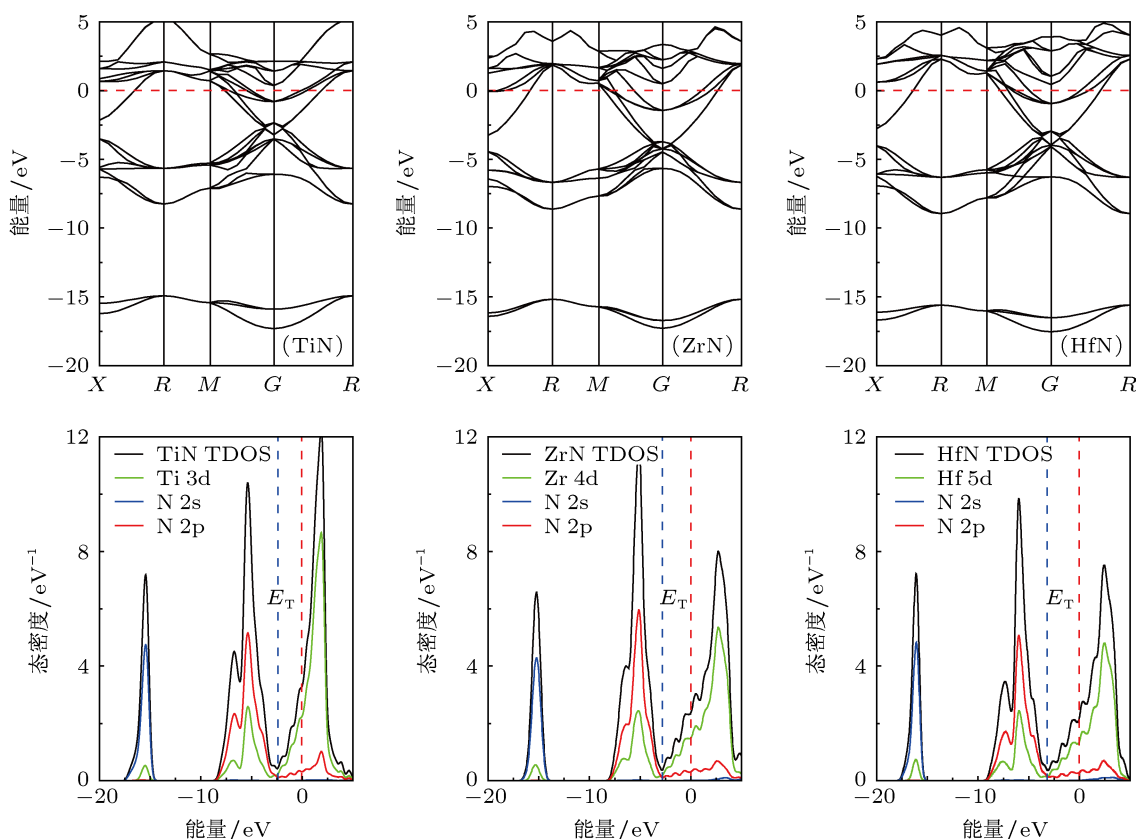 5
0
−5
−10
−15
−20
能量/eV
(TiN)
X R M G R
5
0
−5
−10
−15
−20
能量/eV
(ZrN)
X R M G R
5
0
−5
−10
−15
−20
能量/eV
(HfN)
X R M G R
12
8
4
0
态密度/eV⁻¹
TiN TDOS
Ti 3d
N 2s
N 2p
E_T
−20 −10 0
能量/eV
12
8
4
0
态密度/eV⁻¹
ZrN TDOS
Zr 4d
N 2s
N 2p
E_T
−20 −10 0
能量/eV
12
8
4
0
态密度/eV⁻¹
HfN TDOS
Hf 5d
N 2s
N 2p
E_T
−20 −10 0
能量/eV